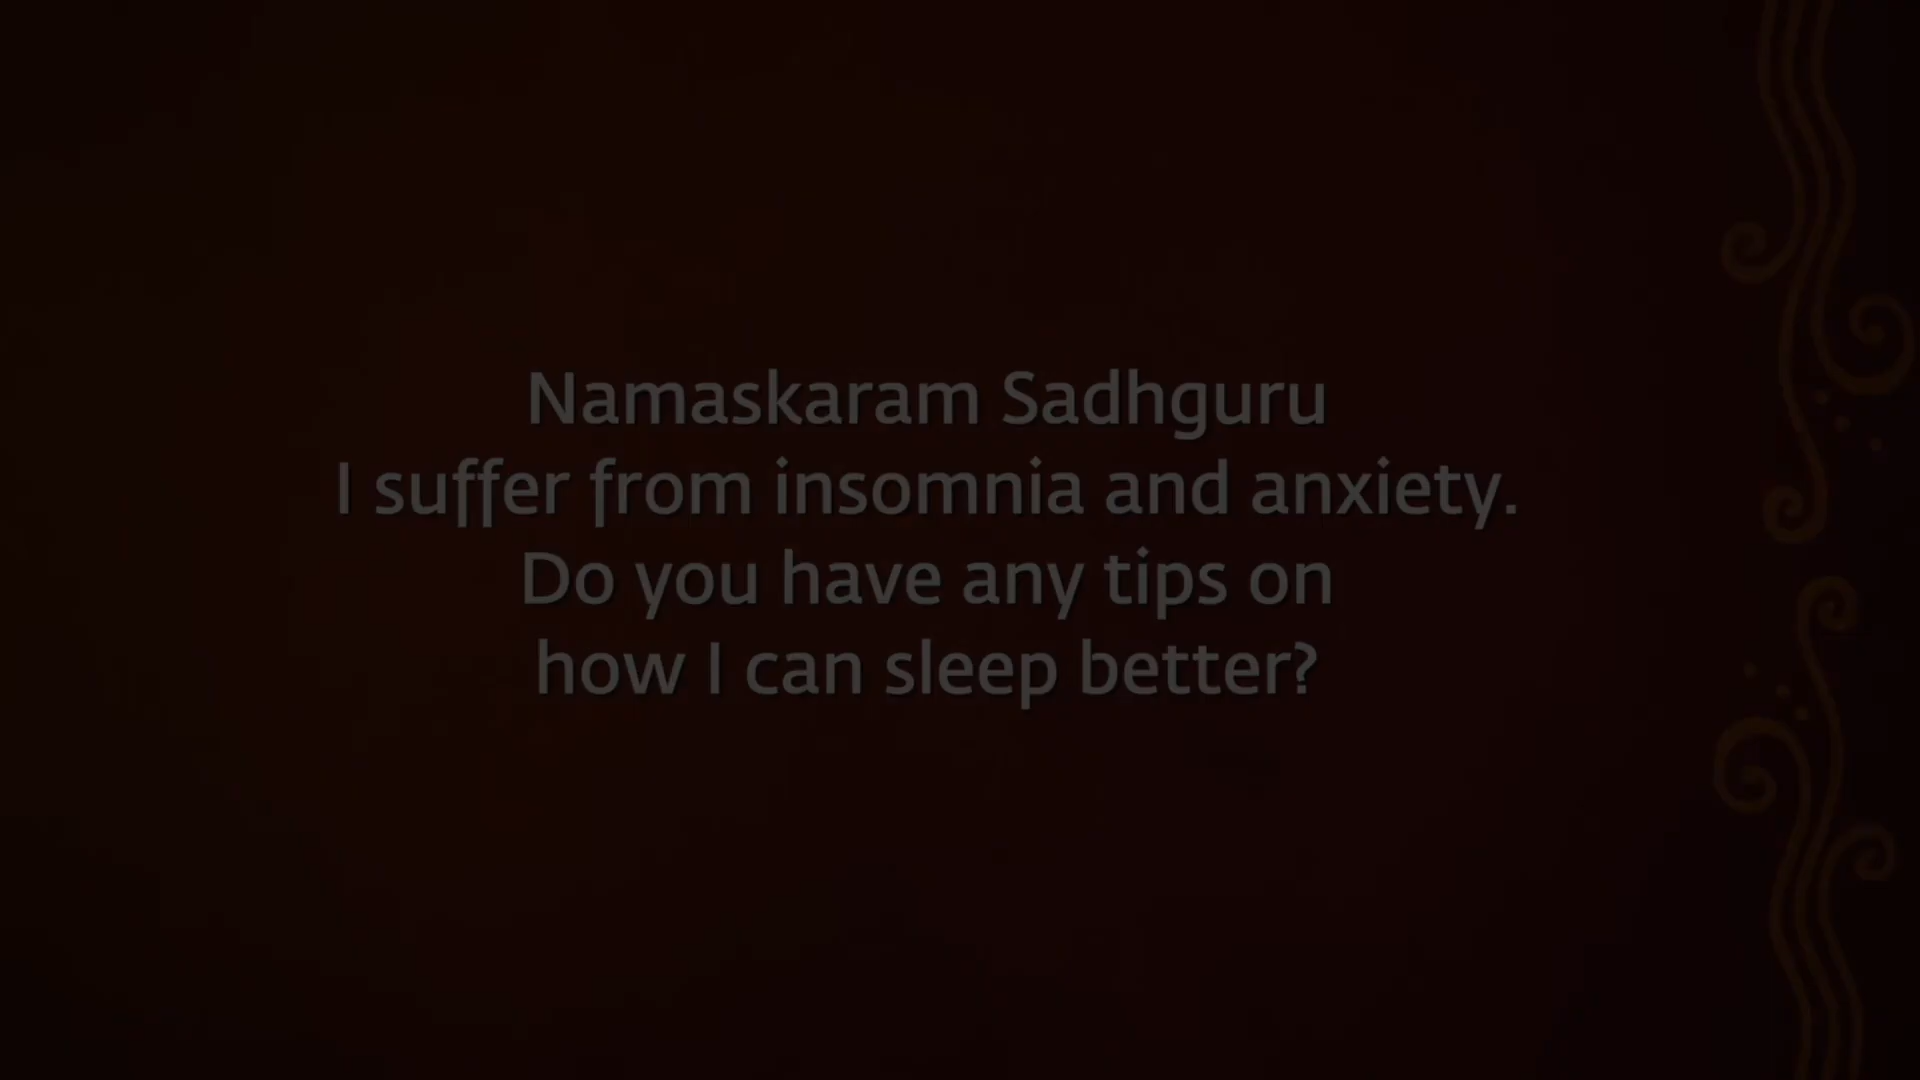 Namaskaram Sadhguru
I suffer from insomnia and anxiety.
Do you have any tips on
how I can sleep better?